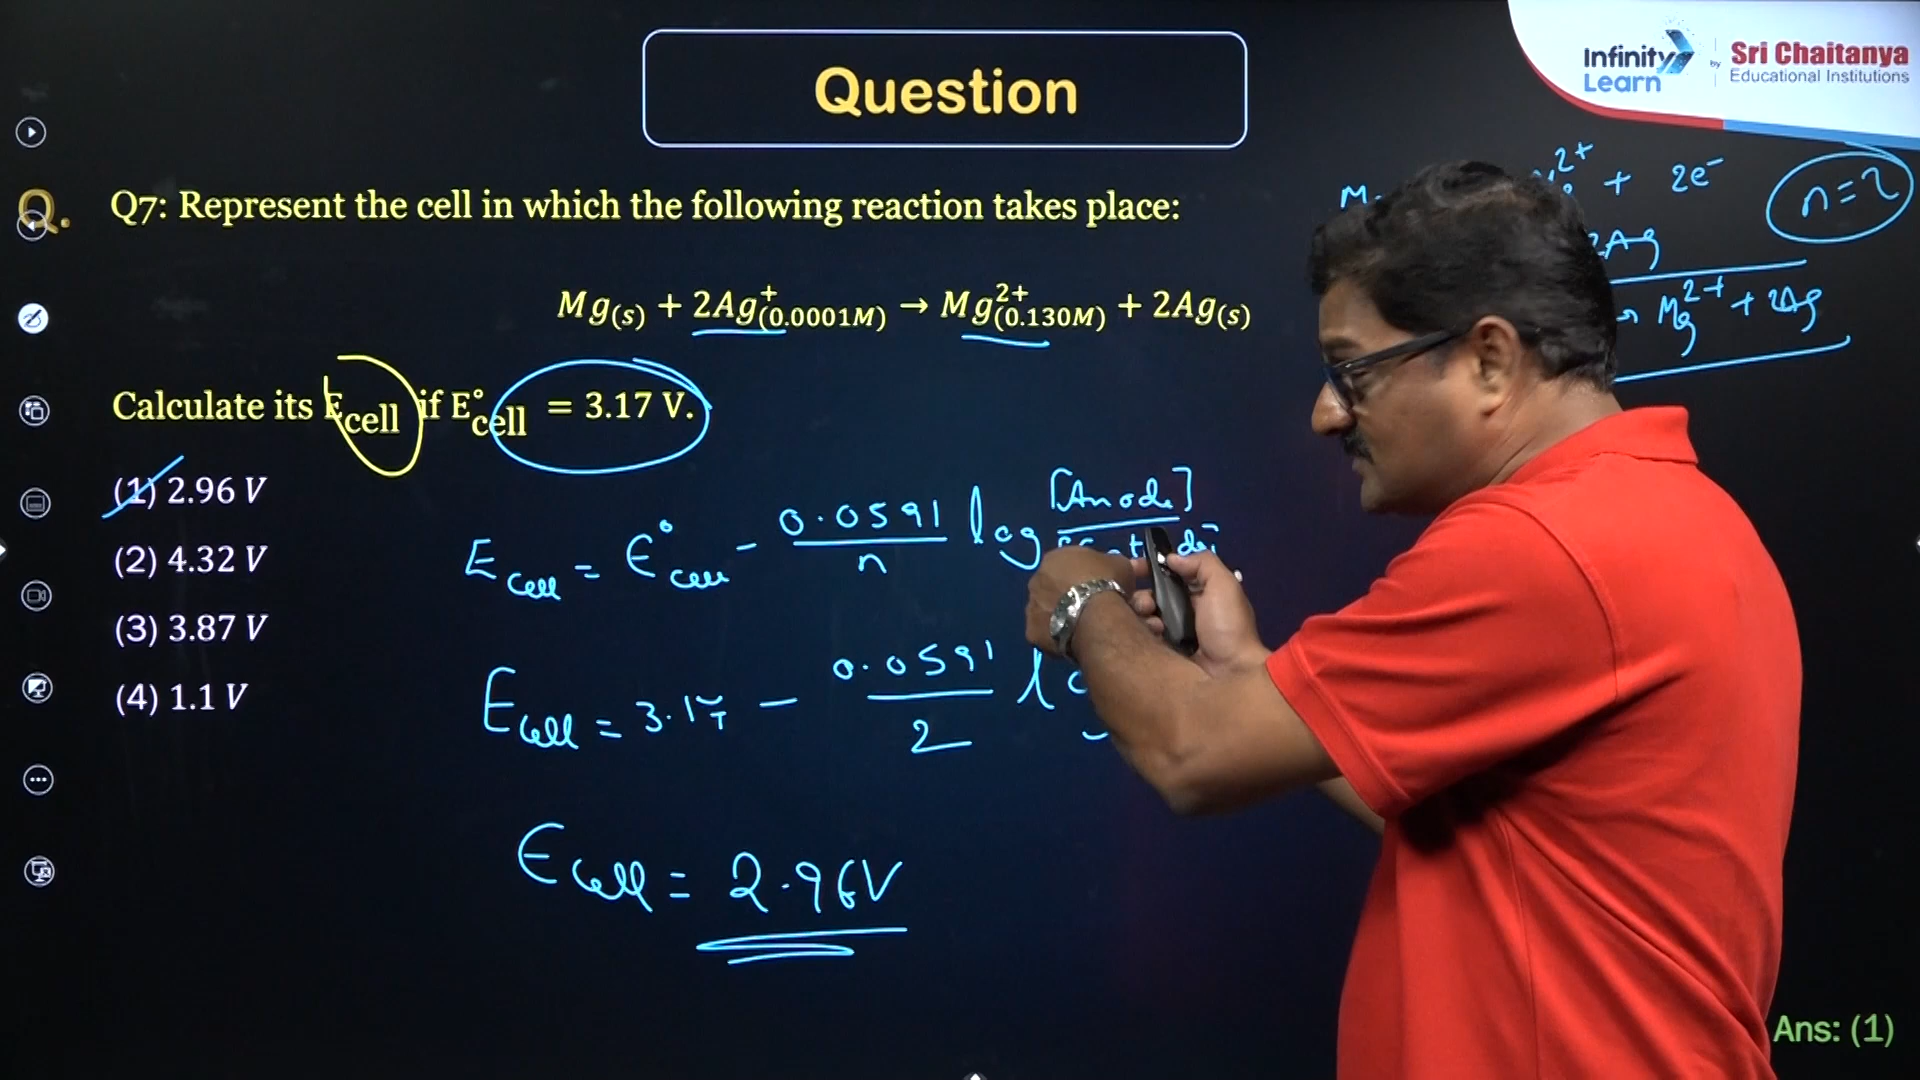 Question
Infinity Learn by Sri Chaitanya Educational Institutions
Q.
Q7: Represent the cell in which the following reaction takes place:
Mg(s) + 2Ag⁺(0.0001M) → Mg²⁺(0.130M) + 2Ag(s)
Calculate its Ecell if E°cell = 3.17 V.
(1) 2.96 V
(2) 4.32 V
(3) 3.87 V
(4) 1.1 V
2+ + 2e⁻
n=2
2Ag
→ Mg²⁺ + 2Ag
Ecell = E°cell - 0.0591/n log [Anode]
Ecell = 3.17 - 0.0591/2
Ecell = 2.96V
Ans: (1)